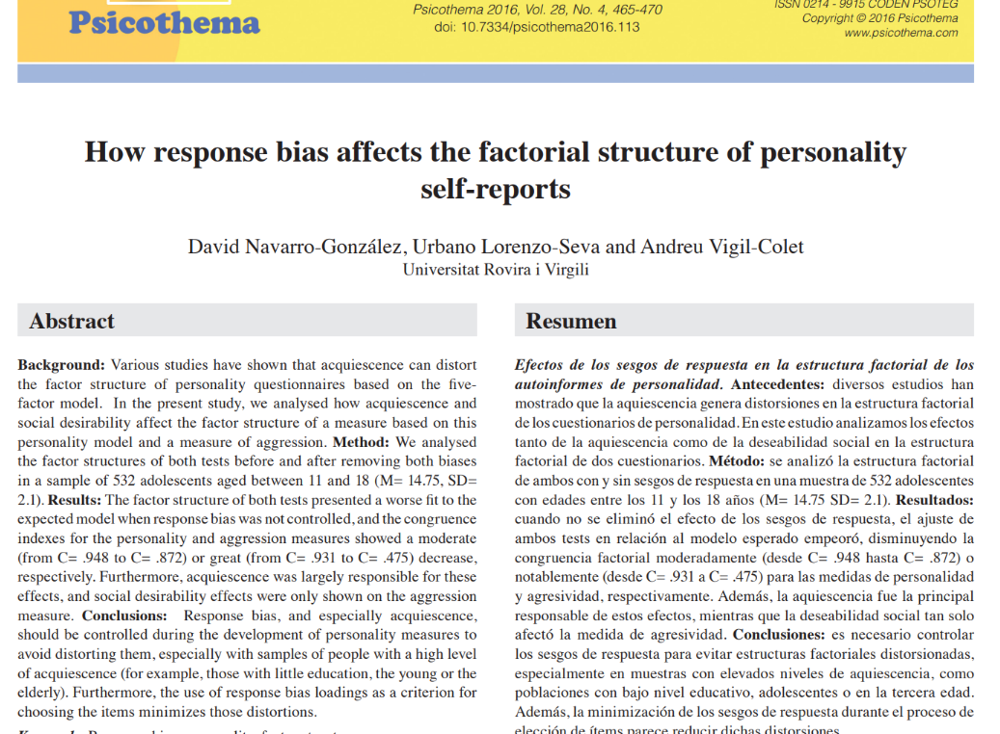 Psicothema
Psicothema 2016, Vol. 28, No. 4, 465-470
doi: 10.7334/psicothema2016.113
ISSN 0214 - 9915 CODEN PSOTEG
Copyright © 2016 Psicothema
www.psicothema.com
How response bias affects the factorial structure of personality
self-reports
David Navarro-González, Urbano Lorenzo-Seva and Andreu Vigil-Colet
Universitat Rovira i Virgili
Abstract
Background: Various studies have shown that acquiescence can distort
the factor structure of personality questionnaires based on the five-
factor model. In the present study, we analysed how acquiescence and
social desirability affect the factor structure of a measure based on this
personality model and a measure of aggression. Method: We analysed
the factor structures of both tests before and after removing both biases
in a sample of 532 adolescents aged between 11 and 18 (M= 14.75, SD=
2.1). Results: The factor structure of both tests presented a worse fit to the
expected model when response bias was not controlled, and the congruence
indexes for the personality and aggression measures showed a moderate
(from C= .948 to C= .872) or great (from C= .931 to C= .475) decrease,
respectively. Furthermore, acquiescence was largely responsible for these
effects, and social desirability effects were only shown on the aggression
measure. Conclusions: Response bias, and especially acquiescence,
should be controlled during the development of personality measures to
avoid distorting them, especially with samples of people with a high level
of acquiescence (for example, those with little education, the young or the
elderly). Furthermore, the use of response bias loadings as a criterion for
choosing the items minimizes those distortions.
Resumen
Efectos de los sesgos de respuesta en la estructura factorial de los
autoinformes de personalidad. Antecedentes: diversos estudios han
mostrado que la aquiescencia genera distorsiones en la estructura factorial
de los cuestionarios de personalidad. En este estudio analizamos los efectos
tanto de la aquiescencia como de la deseabilidad social en la estructura
factorial de dos cuestionarios. Método: se analizó la estructura factorial
de ambos con y sin sesgos de respuesta en una muestra de 532 adolescentes
con edades entre los 11 y los 18 años (M= 14.75 SD= 2.1). Resultados:
cuando no se eliminó el efecto de los sesgos de respuesta, el ajuste de
ambos tests en relación al modelo esperado empeoró, disminuyendo la
congruencia factorial moderadamente (desde C= .948 hasta C= .872) o
notablemente (desde C= .931 a C= .475) para las medidas de personalidad
y agresividad, respectivamente. Además, la aquiescencia fue la principal
responsable de estos efectos, mientras que la deseabilidad social tan solo
afectó la medida de agresividad. Conclusiones: es necesario controlar
los sesgos de respuesta para evitar estructuras factoriales distorsionadas,
especialmente en muestras con elevados niveles de aquiescencia, como
poblaciones con bajo nivel educativo, adolescentes o en la tercera edad.
Además, la minimización de los sesgos de respuesta durante el proceso de
elección de ítems parece reducir dichas distorsiones.